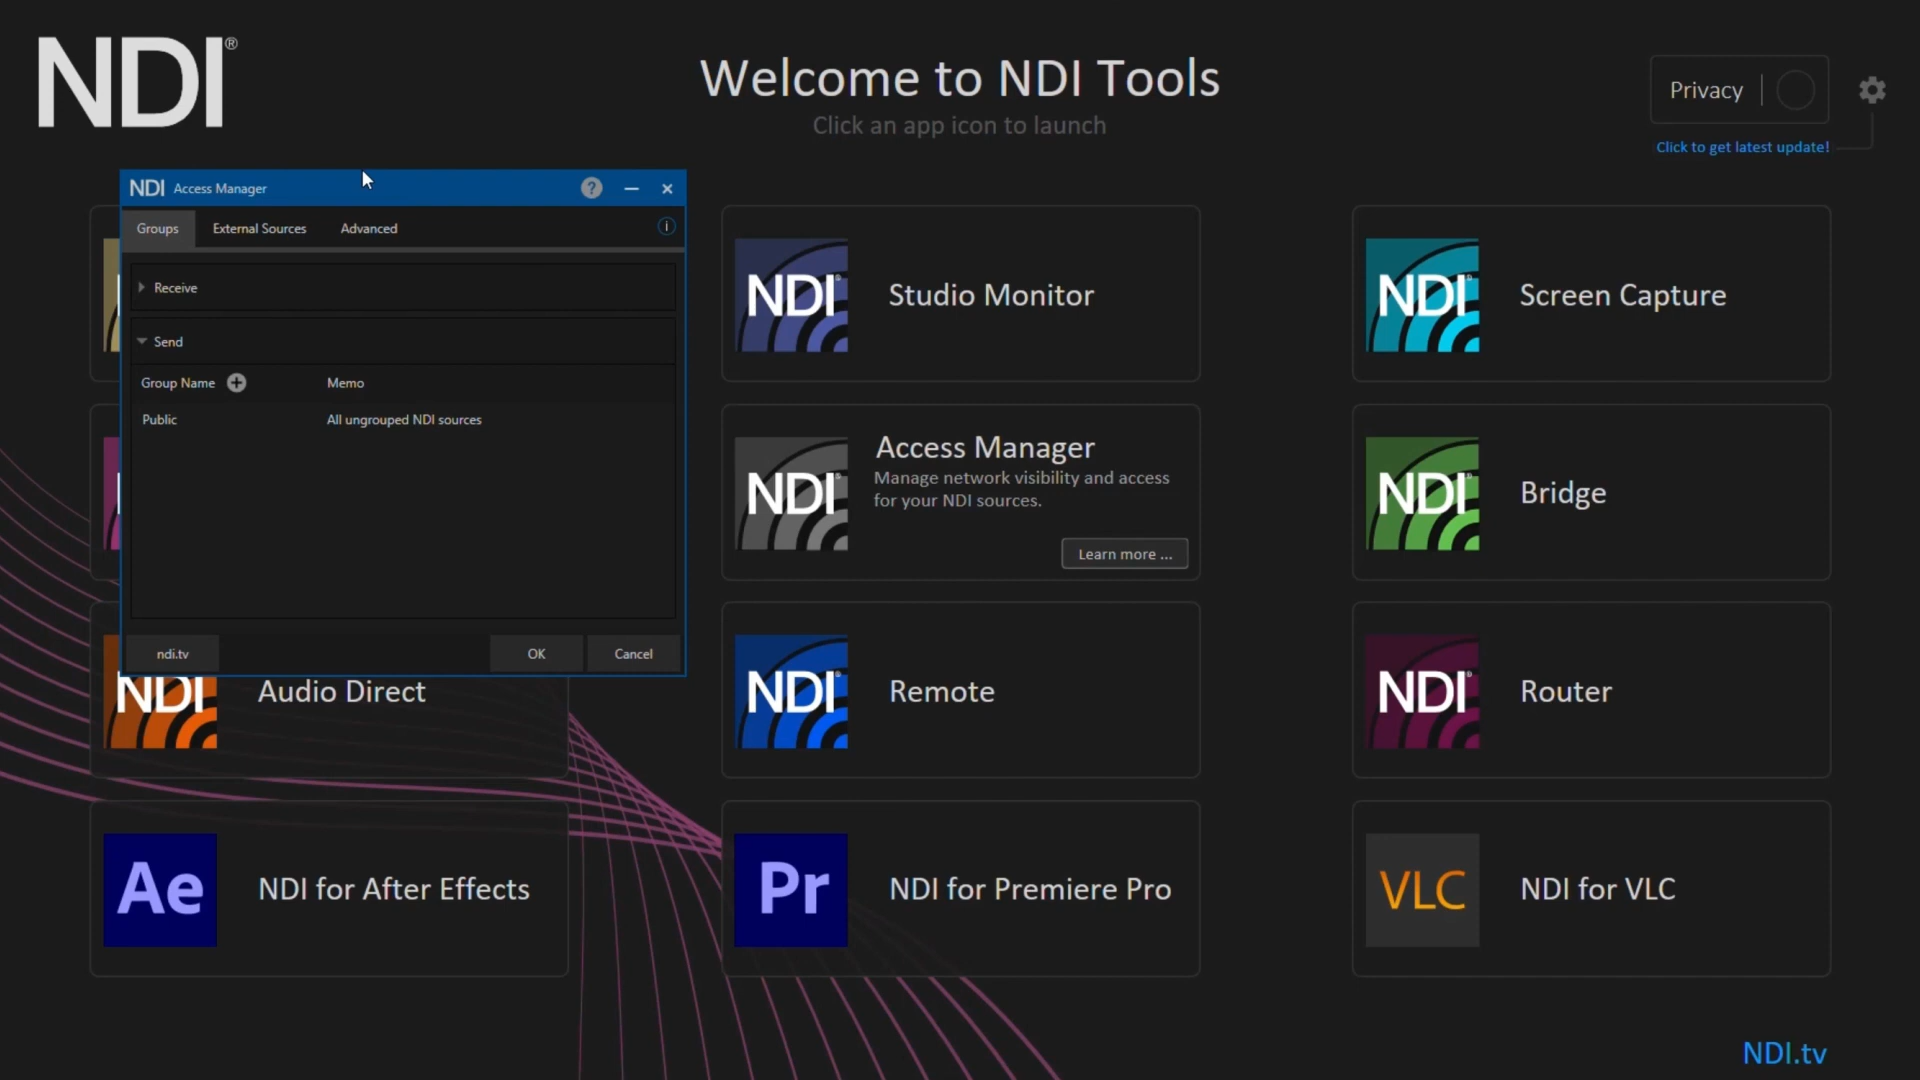 NDI®
Welcome to NDI Tools
Click an app icon to launch
Privacy
Click to get latest update!
NDI Access Manager
Groups External Sources Advanced
Receive
Send
Group Name Memo
Public All ungrouped NDI sources
ndi.tv OK Cancel
NDI Studio Monitor
NDI Screen Capture
NDI Access Manager
Manage network visibility and access
for your NDI sources.
Learn more ...
NDI Bridge
NDI Audio Direct
NDI Remote
NDI Router
Ae NDI for After Effects
Pr NDI for Premiere Pro
VLC NDI for VLC
NDI.tv